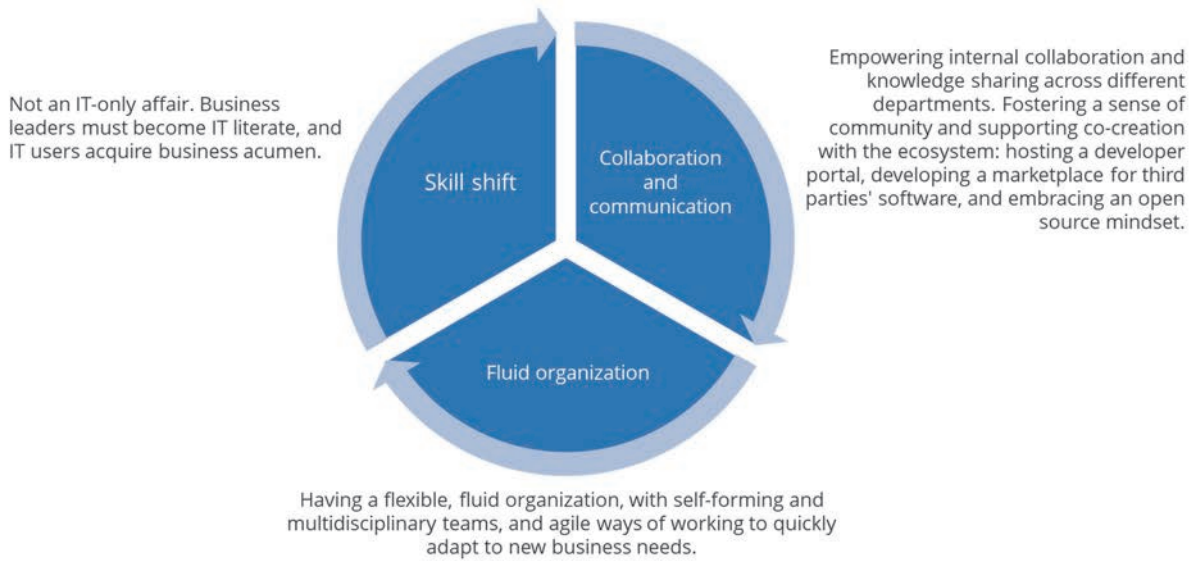 Not an IT-only affair. Business
leaders must become IT literate, and
IT users acquire business acumen.
Skill shift
Collaboration
and
communication
Empowering internal collaboration and
knowledge sharing across different
departments. Fostering a sense of
community and supporting co-creation
with the ecosystem: hosting a developer
portal, developing a marketplace for third
parties' software, and embracing an open
source mindset.
Fluid organization
Having a flexible, fluid organization, with self-forming and
multidisciplinary teams, and agile ways of working to quickly
adapt to new business needs.